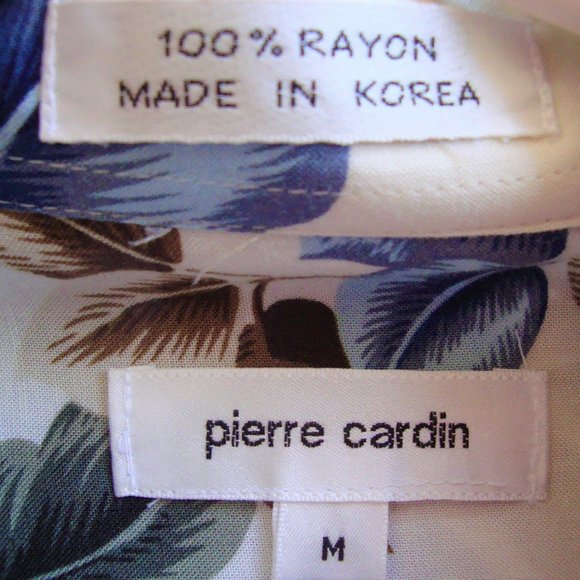 100% RAYON
MADE IN KOREA
pierre cardin
M